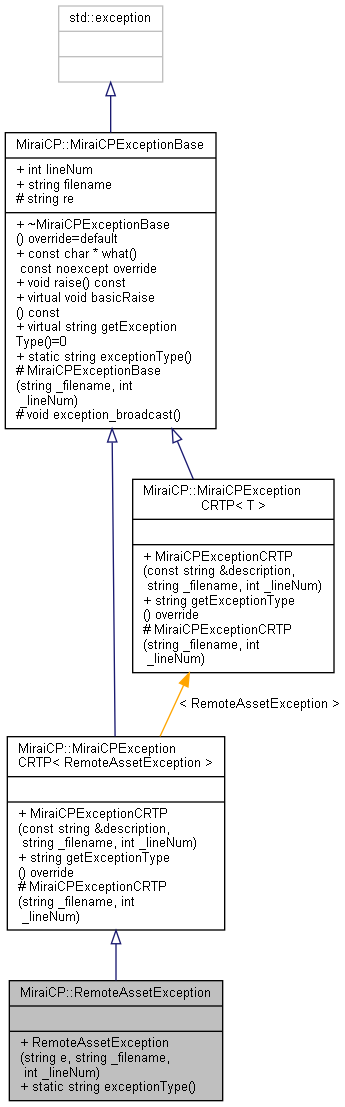 std::exception
MiraiCP::MiraiCPExceptionBase
+ int lineNum
+ string filename
# string re
+ ~MiraiCPExceptionBase
() override=default
+ const char * what()
const noexcept override
+ void raise() const
+ virtual void basicRaise
() const
+ virtual string getException
Type()=0
+ static string exceptionType()
# MiraiCPExceptionBase
(string _filename, int
_lineNum)
# void exception_broadcast()
MiraiCP::MiraiCPException
CRTP< T >
+ MiraiCPExceptionCRTP
(const string &description,
string _filename, int _lineNum)
+ string getExceptionType
() override
# MiraiCPExceptionCRTP
(string _filename, int
_lineNum)
< RemoteAssetException >
MiraiCP::MiraiCPException
CRTP< RemoteAssetException >
+ MiraiCPExceptionCRTP
(const string &description,
string _filename, int _lineNum)
+ string getExceptionType
() override
# MiraiCPExceptionCRTP
(string _filename, int
_lineNum)
MiraiCP::RemoteAssetException
+ RemoteAssetException
(string e, string _filename,
int _lineNum)
+ static string exceptionType()